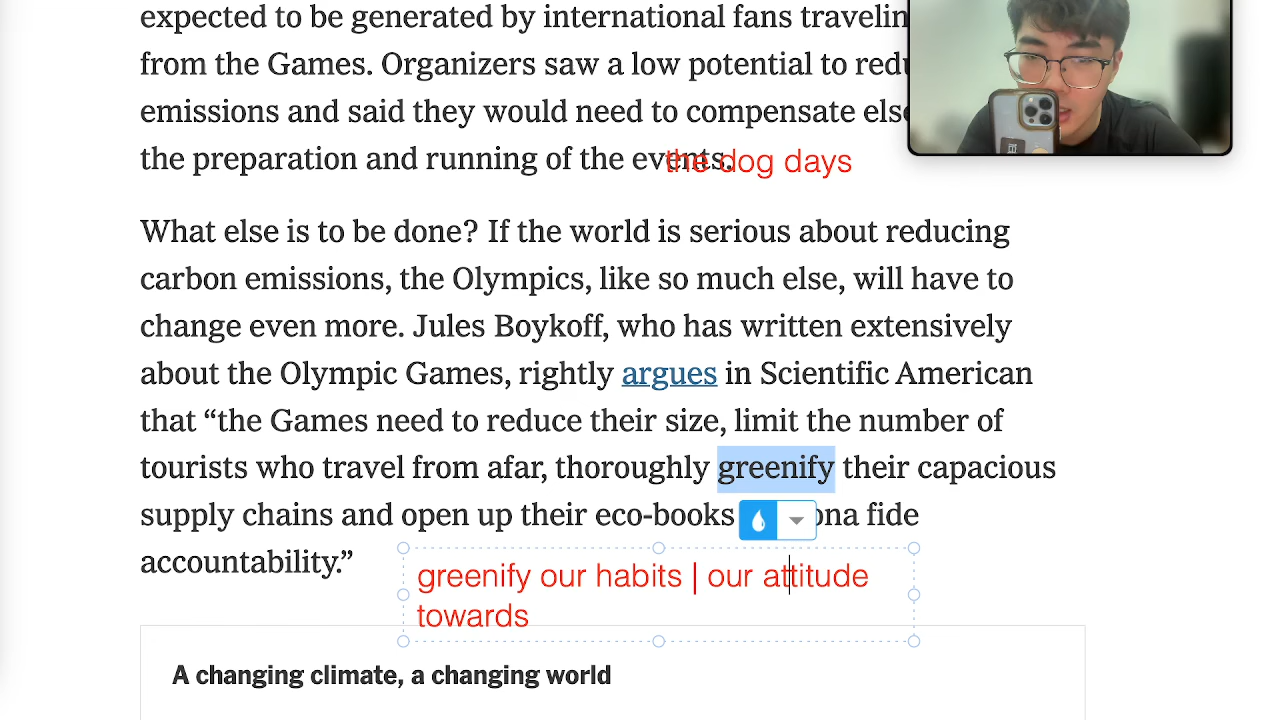 expected to be generated by international fans travelin
from the Games. Organizers saw a low potential to redu
emissions and said they would need to compensate else
the preparation and running of the events.
the dog days
What else is to be done? If the world is serious about reducing
carbon emissions, the Olympics, like so much else, will have to
change even more. Jules Boykoff, who has written extensively
about the Olympic Games, rightly argues in Scientific American
that “the Games need to reduce their size, limit the number of
tourists who travel from afar, thoroughly greenify their capacious
supply chains and open up their eco-books ona fide
accountability.”
greenify our habits | our attitude
towards
A changing climate, a changing world